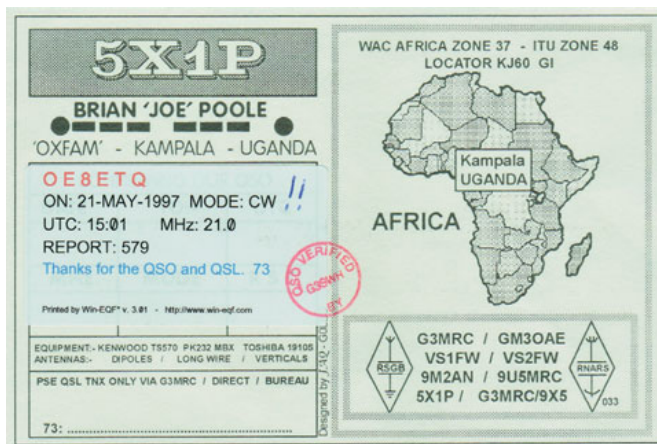 5X1P
BRIAN 'JOE' POOLE
'OXFAM' - KAMPALA - UGANDA
OE8ETQ !!
ON: 21-MAY-1997 MODE: CW
UTC: 15:01 MHz: 21.0
REPORT: 579
Thanks for the QSO and QSL. 73
Printed by Win-EQF* v. 3.01 - http://www.win-eqf.com
QSO VERIFIED
G3SWH
BY
EQUIPMENT:- KENWOOD TS570 PK232 MBX TOSHIBA 1910S
ANTENNAS:- DIPOLES / LONG WIRE / VERTICALS
PSE QSL TNX ONLY VIA G3MRC / DIRECT / BUREAU
73:
Designed by
WAC AFRICA ZONE 37 - ITU ZONE 48
LOCATOR KJ60 GI
Kampala
UGANDA
AFRICA
RSGB
G3MRC / GM3OAE
VS1FW / VS2FW
9M2AN / 9U5MRC
5X1P / G3MRC/9X5
RNARS
033